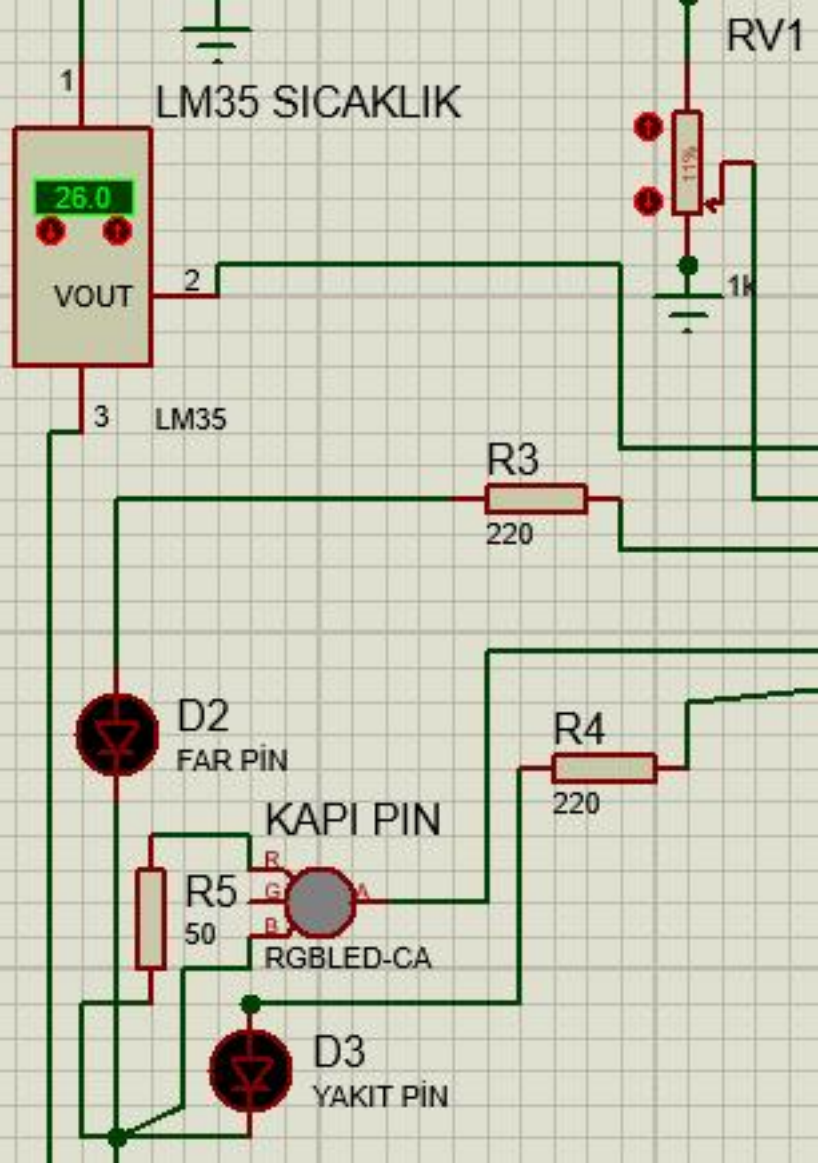 RV1
1
LM35 SICAKLIK
11%
26.0
2
VOUT
1k
3
LM35
R3
220
D2
FAR PİN
R4
220
KAPI PIN
R
G
A
B
R5
50
RGBLED-CA
D3
YAKIT PİN